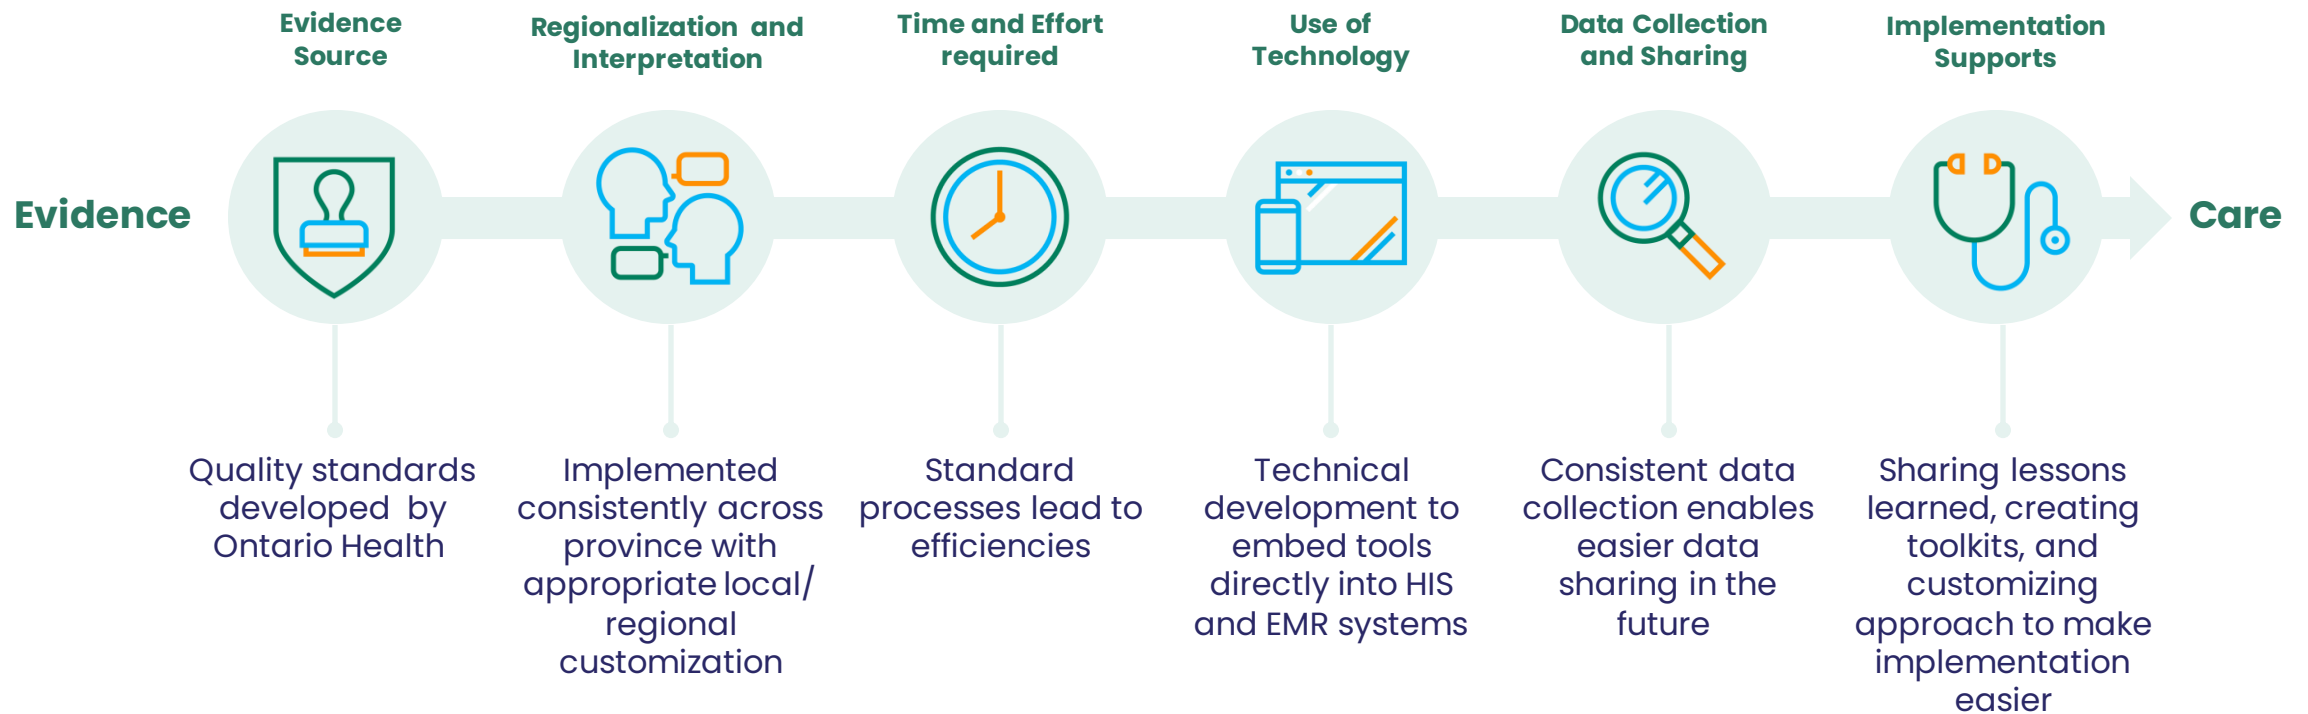 Evidence
Source
Regionalization and
Interpretation
Time and Effort
required
Use of
Technology
Data Collection
and Sharing
Implementation
Supports
Evidence
Care
Quality standards
developed by
Ontario Health
Implemented
consistently across
province with
appropriate local/
regional
customization
Standard
processes lead to
efficiencies
Technical
development to
embed tools
directly into HIS
and EMR systems
Consistent data
collection enables
easier data
sharing in the
future
Sharing lessons
learned, creating
toolkits, and
customizing
approach to make
implementation
easier